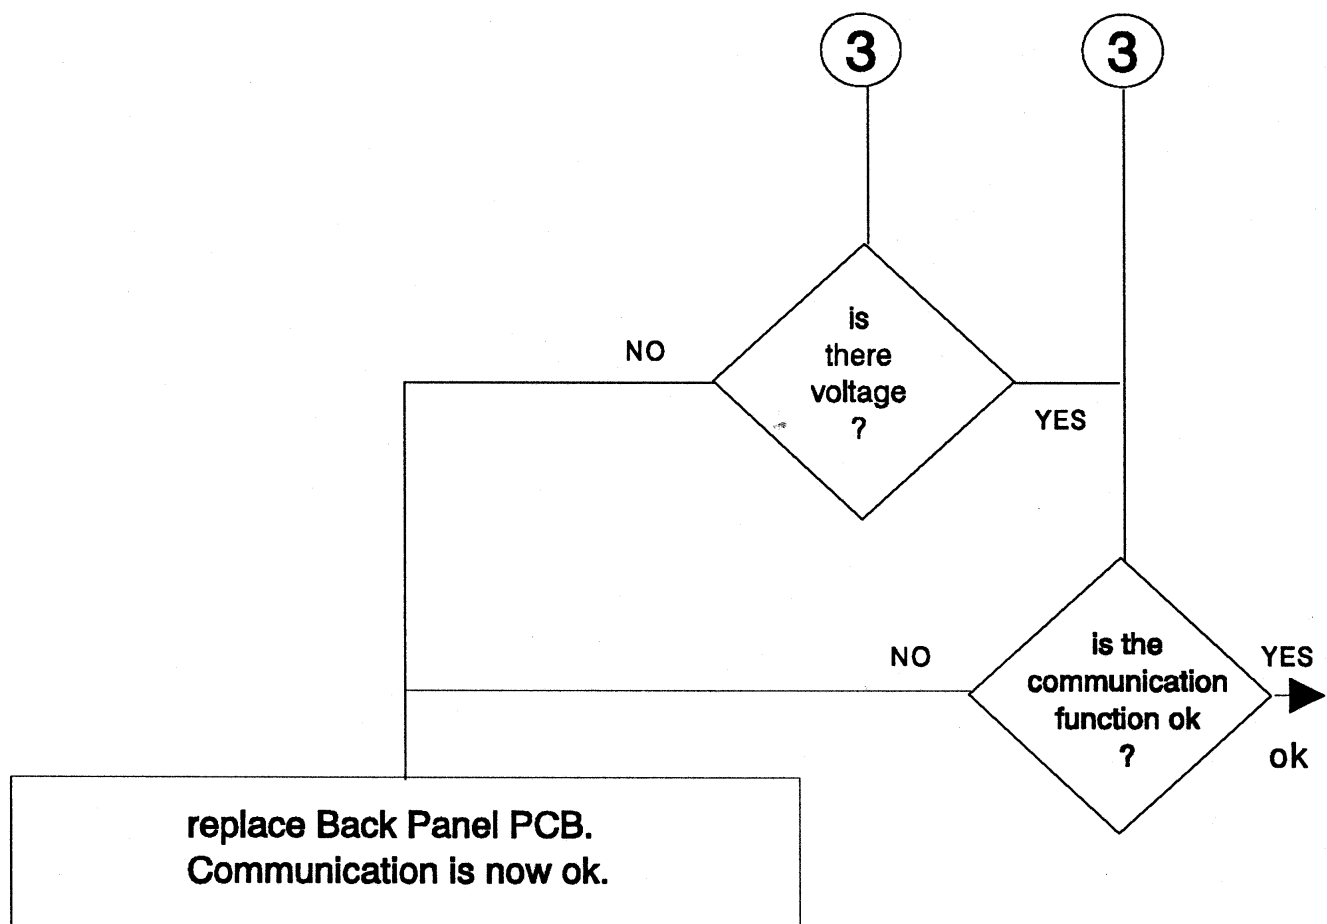 3
3
is
there
voltage
?
NO
YES
is the
communication
function ok
?
NO
YES
ok
replace Back Panel PCB.
Communication is now ok.